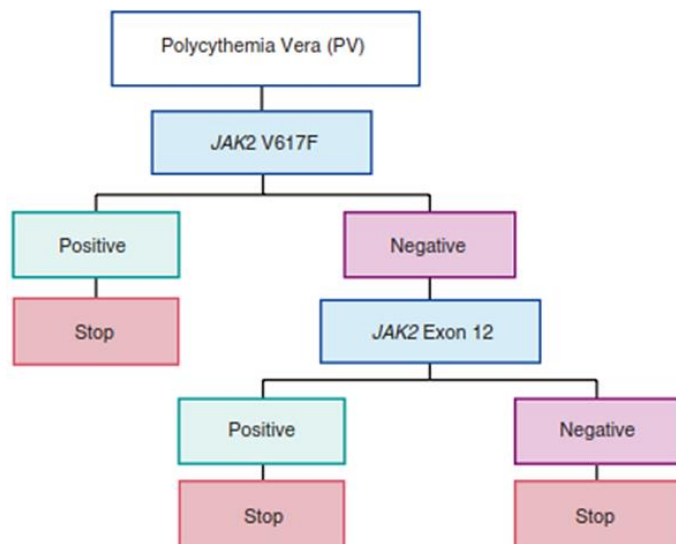 Polycythemia Vera (PV)
JAK2 V617F
Positive
Negative
Stop
JAK2 Exon 12
Positive
Negative
Stop
Stop